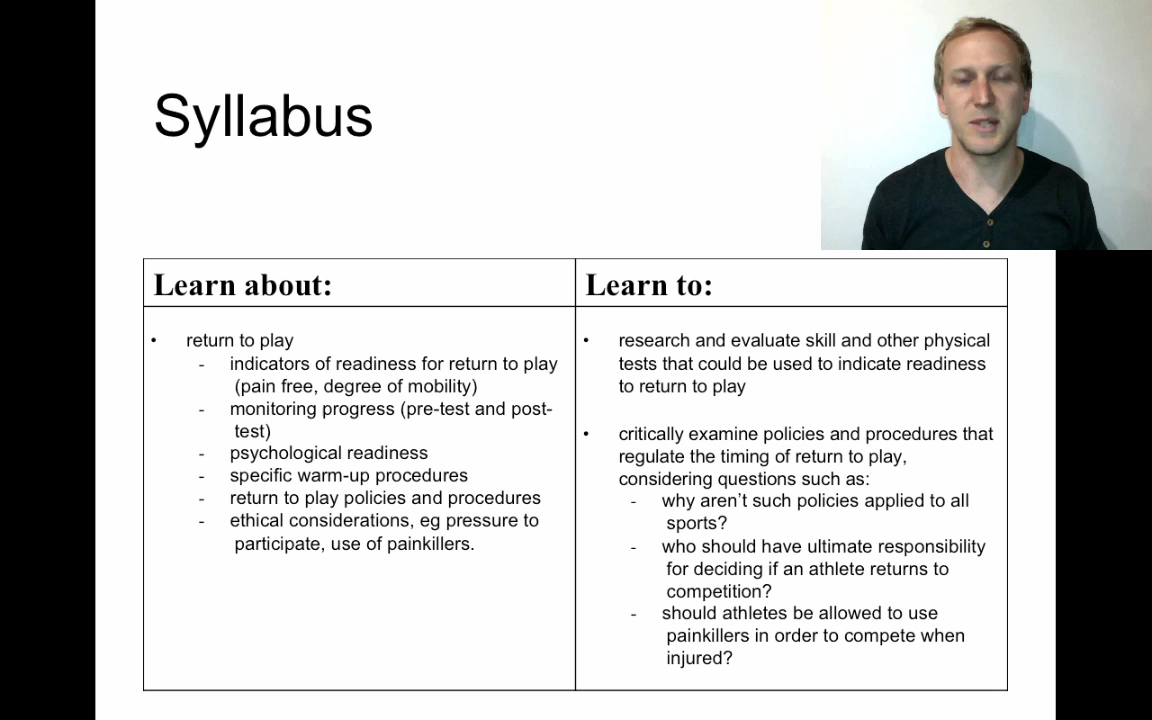 Syllabus
Learn about:
• return to play
- indicators of readiness for return to play
(pain free, degree of mobility)
- monitoring progress (pre-test and post-
test)
- psychological readiness
- specific warm-up procedures
- return to play policies and procedures
- ethical considerations, eg pressure to
participate, use of painkillers.
Learn to:
• research and evaluate skill and other physical
tests that could be used to indicate readiness
to return to play
• critically examine policies and procedures that
regulate the timing of return to play,
considering questions such as:
- why aren’t such policies applied to all
sports?
- who should have ultimate responsibility
for deciding if an athlete returns to
competition?
- should athletes be allowed to use
painkillers in order to compete when
injured?